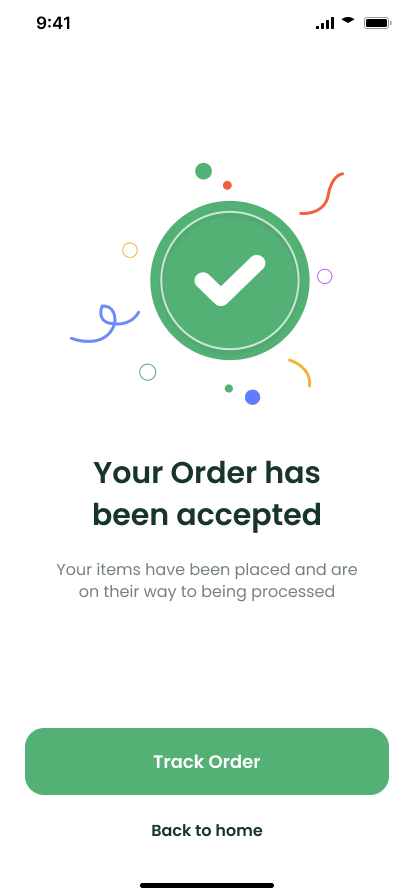 9:41
Your Order has
been accepted
Your items have been placed and are
on their way to being processed
Track Order
Back to home